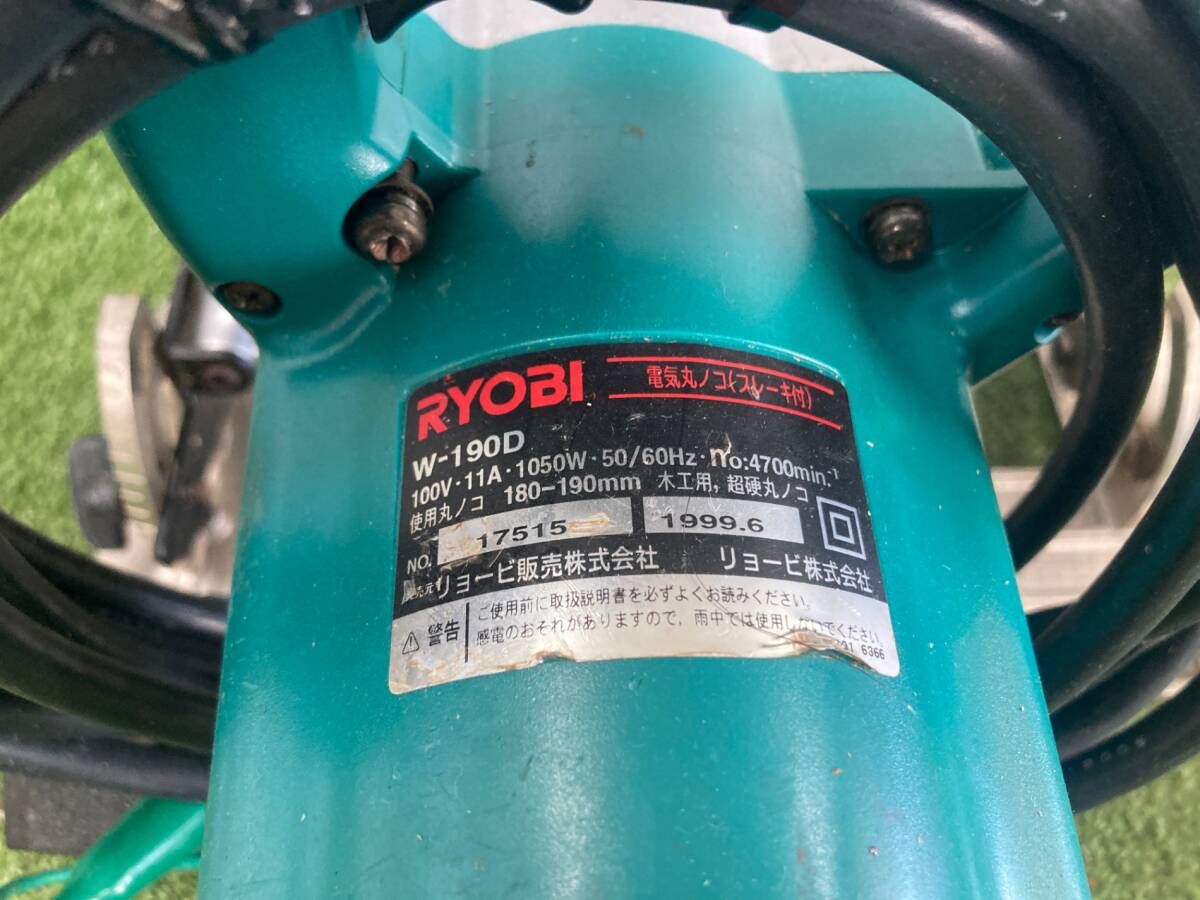 RYOBI 電気丸ノコ(ブレーキ付)
W-190D
100V·11A·1050W·50/60Hz·no:4700min.-1
使用丸ノコ 180-190mm 木工用, 超硬丸ノコ
NO. 17515 1999.6
リョービ販売株式会社 リョービ株式会社
警告
ご使用前に取扱説明書を必ずよくお読みください。
感電のおそれがありますので、雨中では使用しないでください。
6366